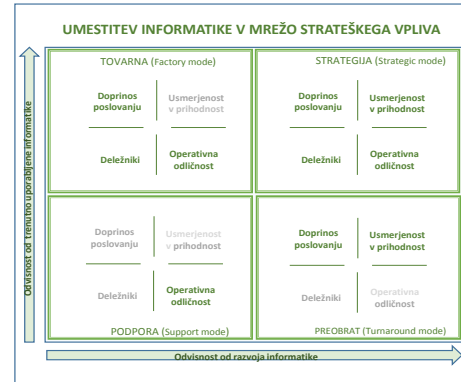 UMESTITEV INFORMATIKE V MREŽO STRATEŠKEGA VPLIVA
Odvisnost od trenutno uporabljene informatike
TOVARNA (Factory mode)
Doprinos
poslovanju
Usmerjenost
v prihodnost
Deležniki
Operativna
odličnost
STRATEGIJA (Strategic mode)
Doprinos
poslovanju
Usmerjenost
v prihodnost
Deležniki
Operativna
odličnost
Doprinos
poslovanju
Usmerjenost
v prihodnost
Deležniki
Operativna
odličnost
PODPORA (Support mode)
Doprinos
poslovanju
Usmerjenost
v prihodnost
Deležniki
Operativna
odličnost
PREOBRAT (Turnaround mode)
Odvisnost od razvoja informatike